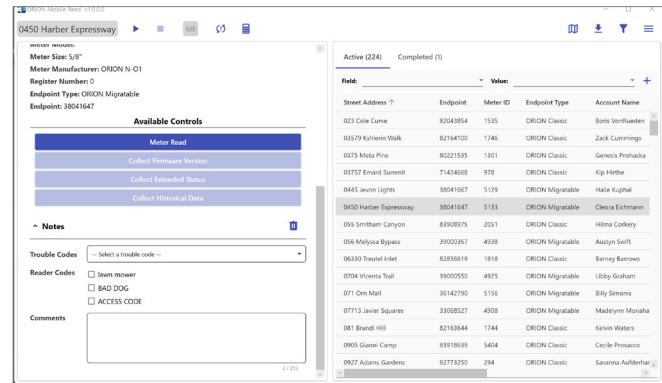 ORION Mobile Read v1.0.0.0
0450 Harber Expressway
ME
Meter Model:
Meter Size: 5/8"
Meter Manufacturer: ORION N-O1
Register Number: 0
Endpoint Type: ORION Migratable
Endpoint: 38041647
Available Controls
Meter Read
Collect Firmware Version
Collect Extended Status
Collect Historical Data
Notes
Trouble Codes
-- Select a trouble code --
Reader Codes
lawn mower
BAD DOG
ACCESS CODE
Comments
2 / 255
Active (224) Completed (1)
Field: Value:
Street Address Endpoint Meter ID Endpoint Type Account Name
023 Cole Curve 82043854 1535 ORION Classic Boris VonRueden
03579 Kshlerin Walk 82164100 1746 ORION Classic Zack Cummings
0375 Meta Pine 80221535 1301 ORION Classic Genesis Prohaska
03757 Emard Summit 71424668 978 ORION Classic Kip Hirthe
0445 Jevon Lights 38041667 5129 ORION Migratable Halie Kuphal
0450 Harber Expressway 38041647 5133 ORION Migratable Cleora Eichmann
055 Smitham Canyon 83908975 2051 ORION Classic Hilma Corkery
056 Melyssa Bypass 39000367 4938 ORION Migratable Austyn Swift
06330 Treutel Inlet 82856619 1818 ORION Classic Barney Barrows
0704 Vicenta Trail 39000550 4925 ORION Migratable Libby Graham
071 Orn Mall 36142790 5156 ORION Migratable Billy Simonis
07713 Javier Squares 33068527 4908 ORION Migratable Madelynn Monaha
081 Brandi Hill 82163644 1744 ORION Classic Kelvin Waters
0905 Gianni Camp 83918639 5404 ORION Classic Cecile Prosacco
0927 Adams Gardens 82773250 294 ORION Classic Savanna Aufderhar